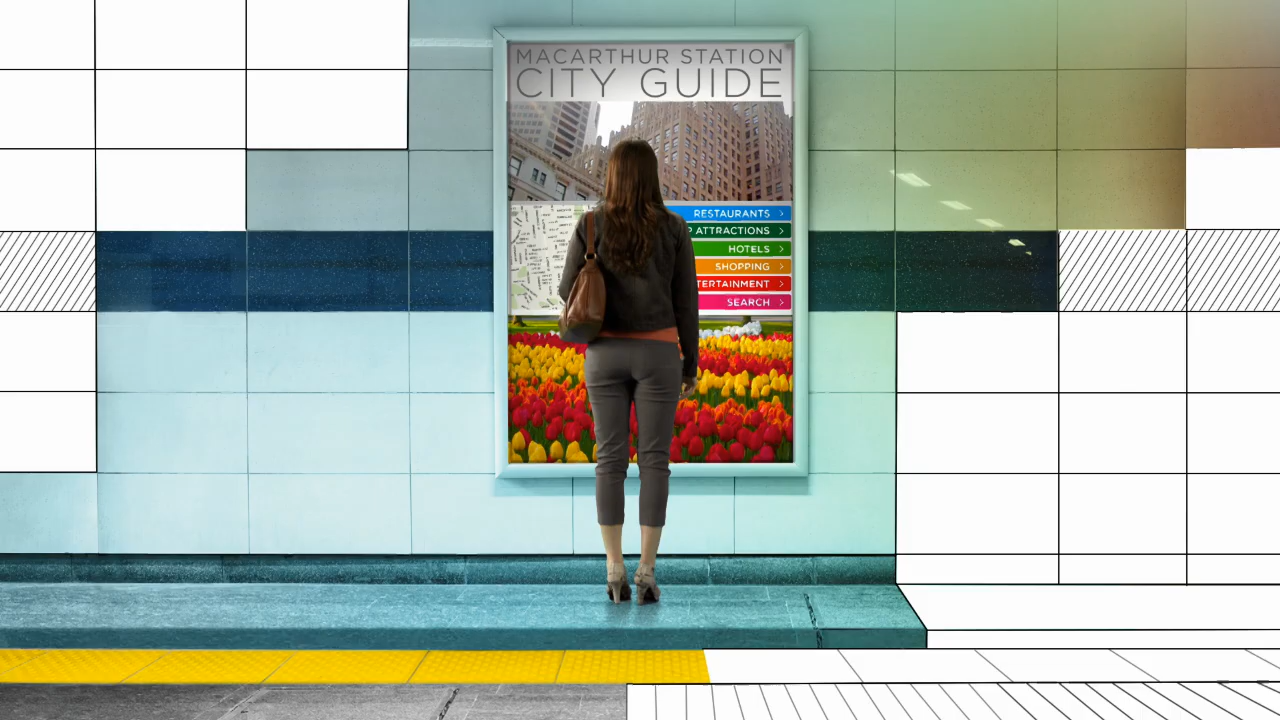 MACARTHUR STATION
CITY GUIDE
RESTAURANTS
P ATTRACTIONS
HOTELS
SHOPPING
TERTAINMENT
SEARCH